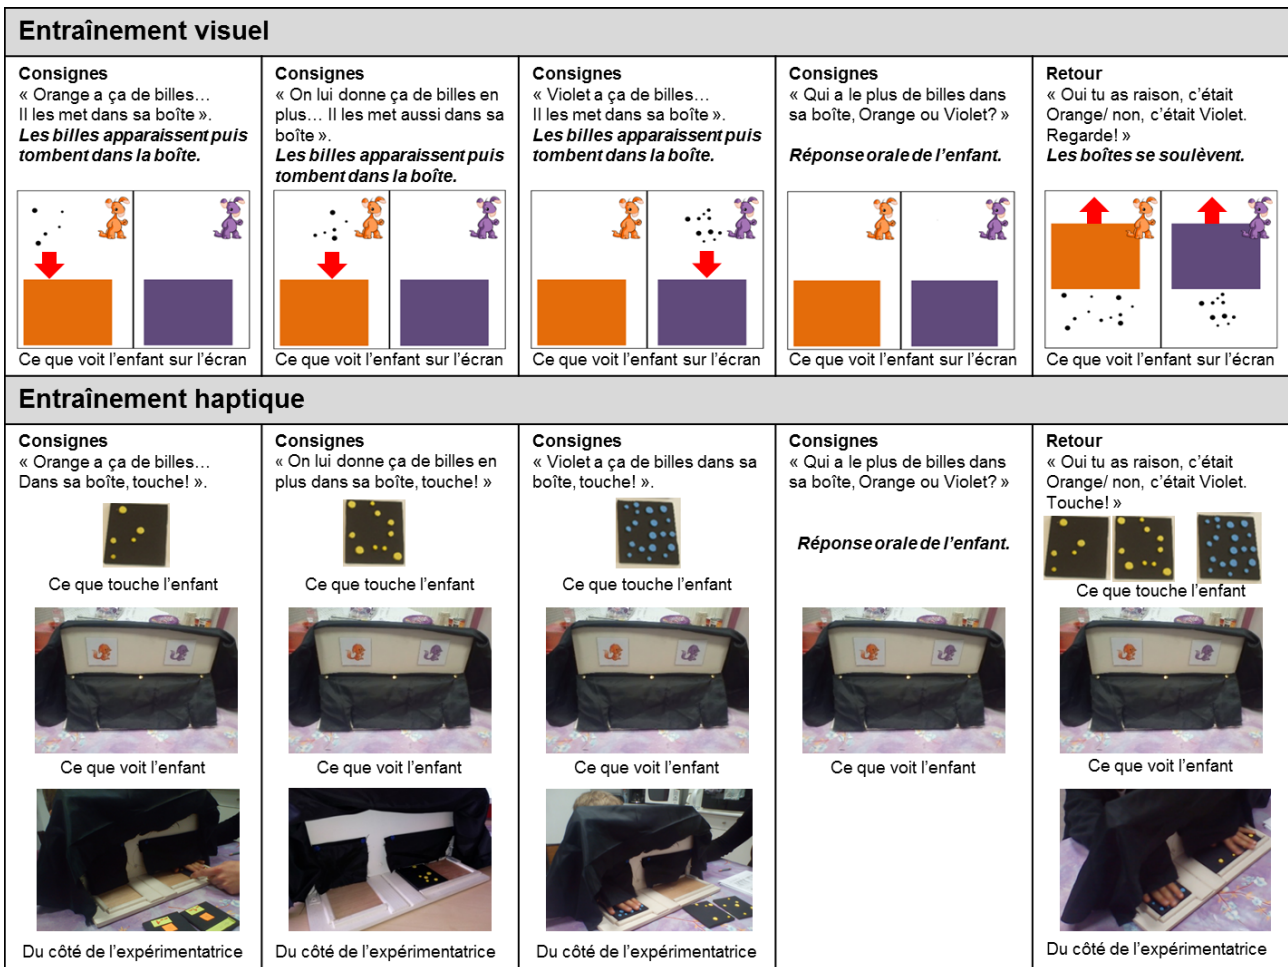 Entraînement visuel
Consignes
« Orange a ça de billes…
Il les met dans sa boîte ».
Les billes apparaissent puis
tombent dans la boîte.
Ce que voit l’enfant sur l’écran
Consignes
« On lui donne ça de billes en
plus… Il les met aussi dans sa
boîte ».
Les billes apparaissent puis
tombent dans la boîte.
Ce que voit l’enfant sur l’écran
Consignes
« Violet a ça de billes…
Il les met dans sa boîte ».
Les billes apparaissent puis
tombent dans la boîte.
Ce que voit l’enfant sur l’écran
Consignes
« Qui a le plus de billes dans
sa boîte, Orange ou Violet? »
Réponse orale de l’enfant.
Ce que voit l’enfant sur l’écran
Retour
« Oui tu as raison, c’était
Orange/ non, c’était Violet.
Regarde! »
Les boîtes se soulèvent.
Ce que voit l’enfant sur l’écran
Entraînement haptique
Consignes
« Orange a ça de billes…
Dans sa boîte, touche! ».
Ce que touche l’enfant
Ce que voit l’enfant
Du côté de l’expérimentatrice
Consignes
« On lui donne ça de billes en
plus dans sa boîte, touche! »
Ce que touche l’enfant
Ce que voit l’enfant
Du côté de l’expérimentatrice
Consignes
« Violet a ça de billes dans sa
boîte, touche! ».
Ce que touche l’enfant
Ce que voit l’enfant
Du côté de l’expérimentatrice
Consignes
« Qui a le plus de billes dans
sa boîte, Orange ou Violet? »
Réponse orale de l’enfant.
Ce que voit l’enfant
Retour
« Oui tu as raison, c’était
Orange/ non, c’était Violet.
Touche! »
Ce que touche l’enfant
Ce que voit l’enfant
Du côté de l’expérimentatrice